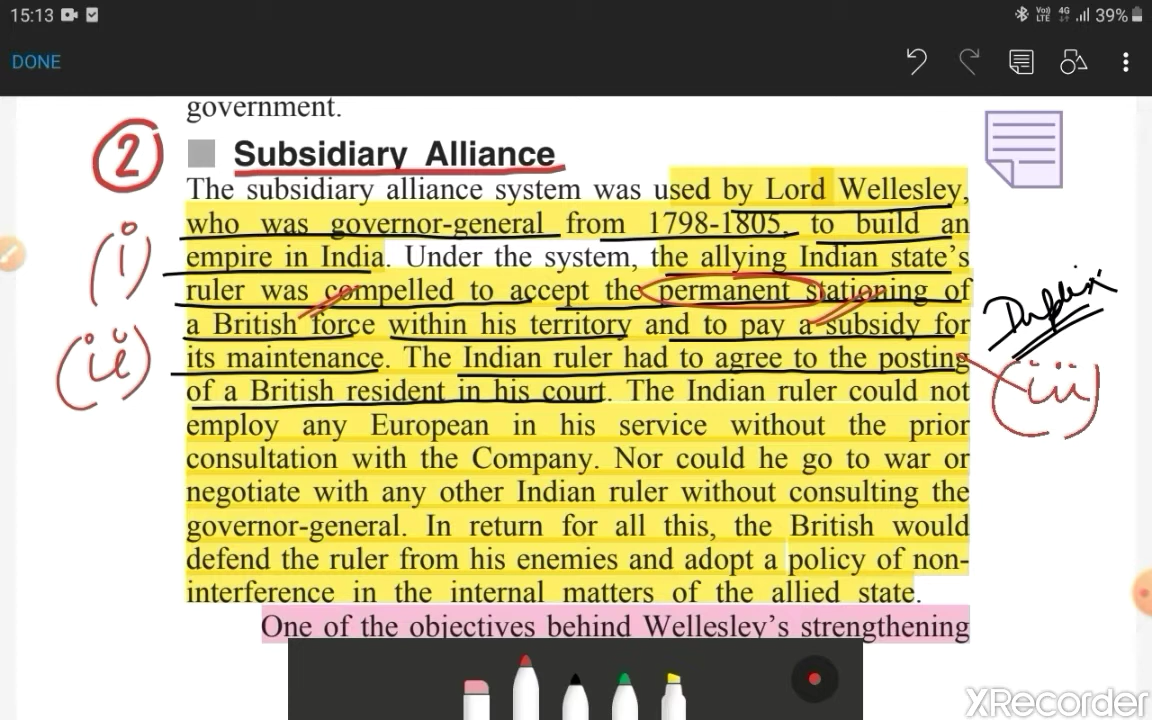 15:13
Vo) 4G 39%
LTE
DONE
government.
2
Subsidiary Alliance
The subsidiary alliance system was used by Lord Wellesley,
who was governor-general from 1798-1805, to build an
(i)
empire in India. Under the system, the allying Indian state's
ruler was compelled to accept the permanent stationing of
a British force within his territory and to pay a subsidy for
Dupleix
(ii)
its maintenance. The Indian ruler had to agree to the posting
(iii)
of a British resident in his court. The Indian ruler could not
employ any European in his service without the prior
consultation with the Company. Nor could he go to war or
negotiate with any other Indian ruler without consulting the
governor-general. In return for all this, the British would
defend the ruler from his enemies and adopt a policy of non-
interference in the internal matters of the allied state.
One of the objectives behind Wellesley's strengthening
XRecorder